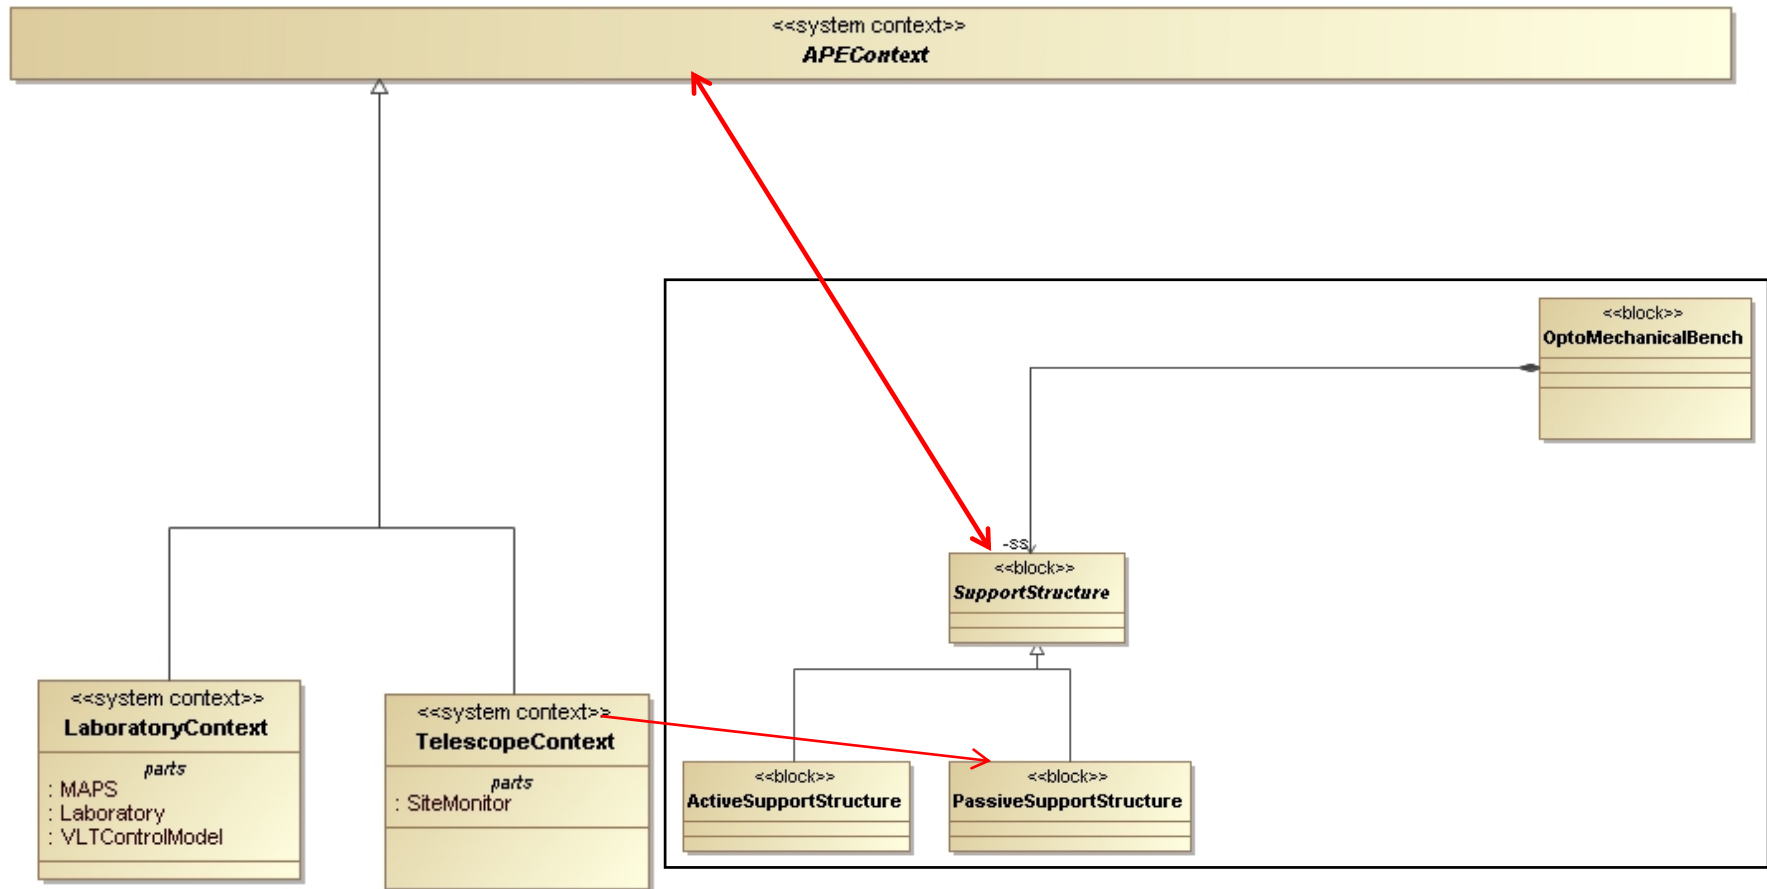 <<system context>>
APEContext
<<block>>
OptoMechanicalBench
-ss
<<block>>
SupportStructure
<<system context>>
LaboratoryContext
parts
: MAPS
: Laboratory
: VLTControlModel
<<system context>>
TelescopeContext
parts
: SiteMonitor
<<block>>
ActiveSupportStructure
<<block>>
PassiveSupportStructure